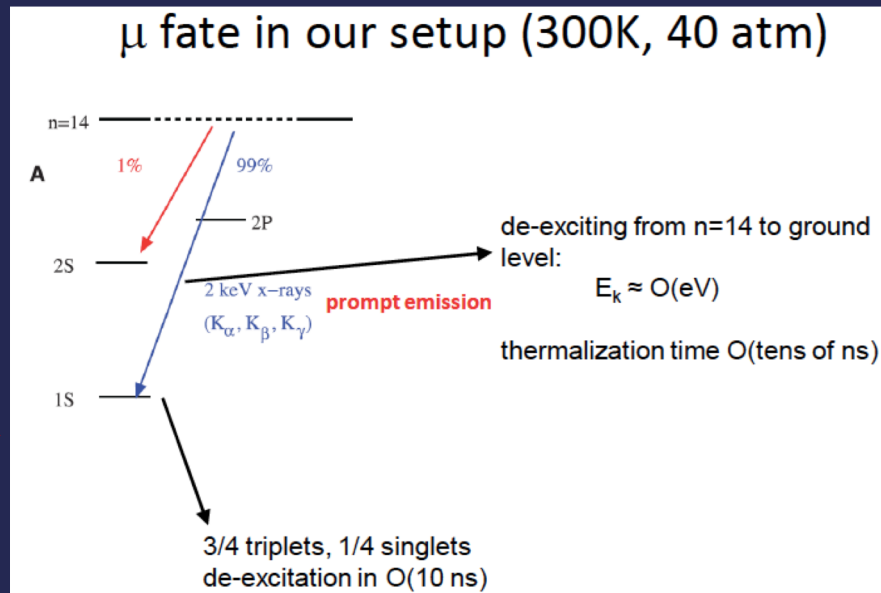 μ fate in our setup (300K, 40 atm)
n=14
A
1%
99%
2P
2S
2 keV x-rays
prompt emission
(Kα, Kβ, Kγ)
1S
de-exciting from n=14 to ground
level:
Ek ≈ O(eV)
thermalization time O(tens of ns)
3/4 triplets, 1/4 singlets
de-excitation in O(10 ns)